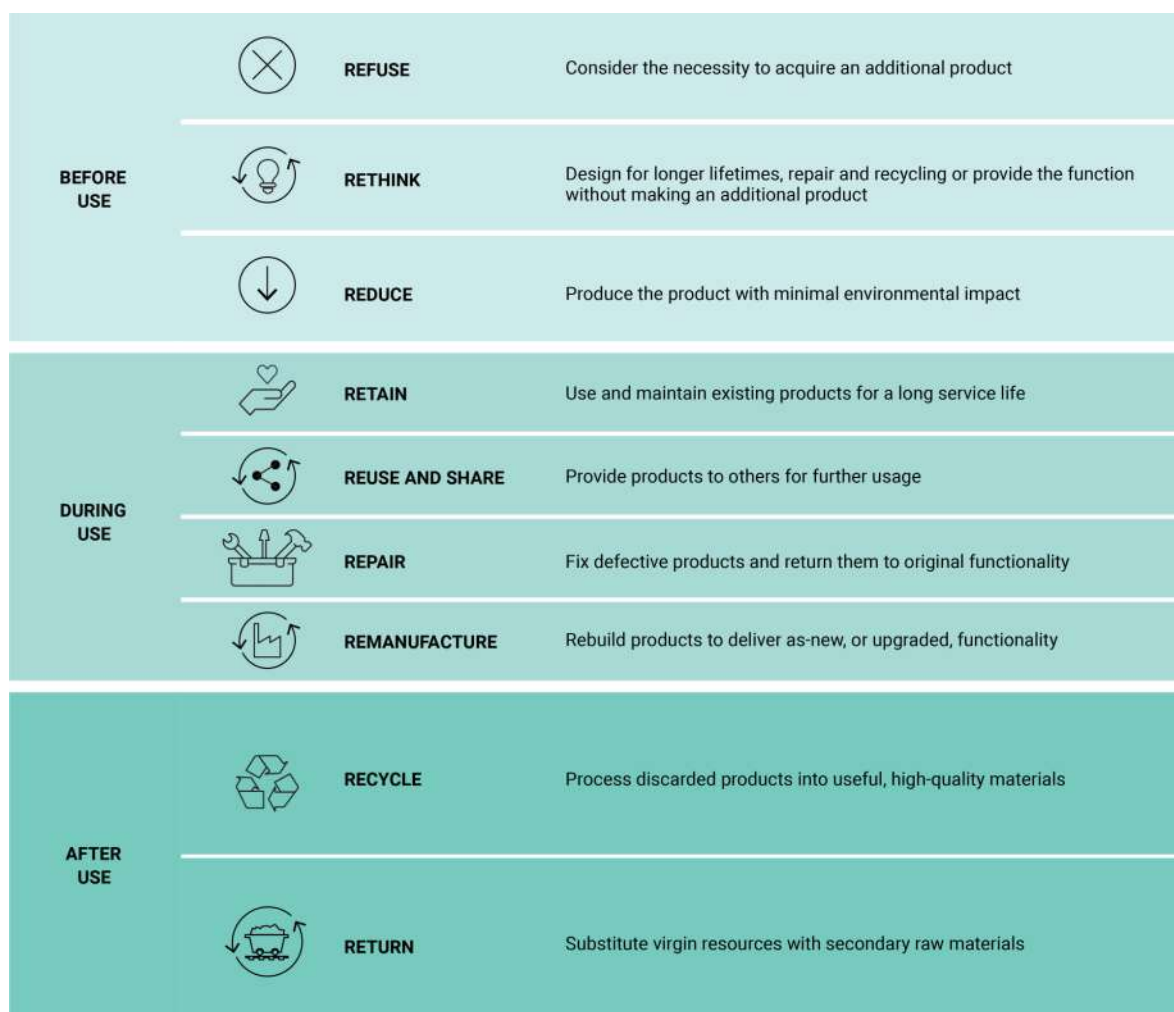 REFUSE
Consider the necessity to acquire an additional product
BEFORE
USE
RETHINK
Design for longer lifetimes, repair and recycling or provide the function
without making an additional product
REDUCE
Produce the product with minimal environmental impact
RETAIN
Use and maintain existing products for a long service life
DURING
USE
REUSE AND SHARE
Provide products to others for further usage
REPAIR
Fix defective products and return them to original functionality
REMANUFACTURE
Rebuild products to deliver as-new, or upgraded, functionality
AFTER
USE
RECYCLE
Process discarded products into useful, high-quality materials
RETURN
Substitute virgin resources with secondary raw materials